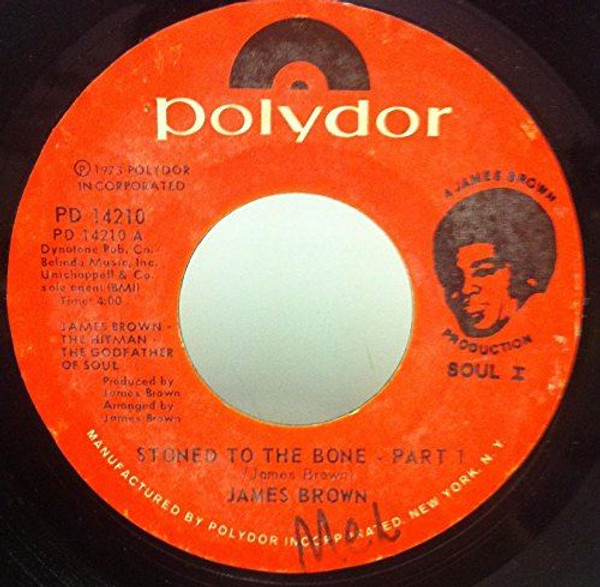 polydor
Ⓟ 1973 POLYDOR
INCORPORATED
PD 14210
PD 14210 A
Dynatone Pub. Co./
Belinda Music, Inc.
Unichappell & Co.
sole agent (BMI)
Time: 4:00
JAMES BROWN -
THE HITMAN -
THE GODFATHER
OF SOUL
Produced by
James Brown
Arranged by
James Brown
A JAMES BROWN
PRODUCTION
SOUL I
STONED TO THE BONE - PART 1
(James Brown)
JAMES BROWN
MANUFACTURED BY POLYDOR INCORPORATED, NEW YORK, N.Y.
Mel